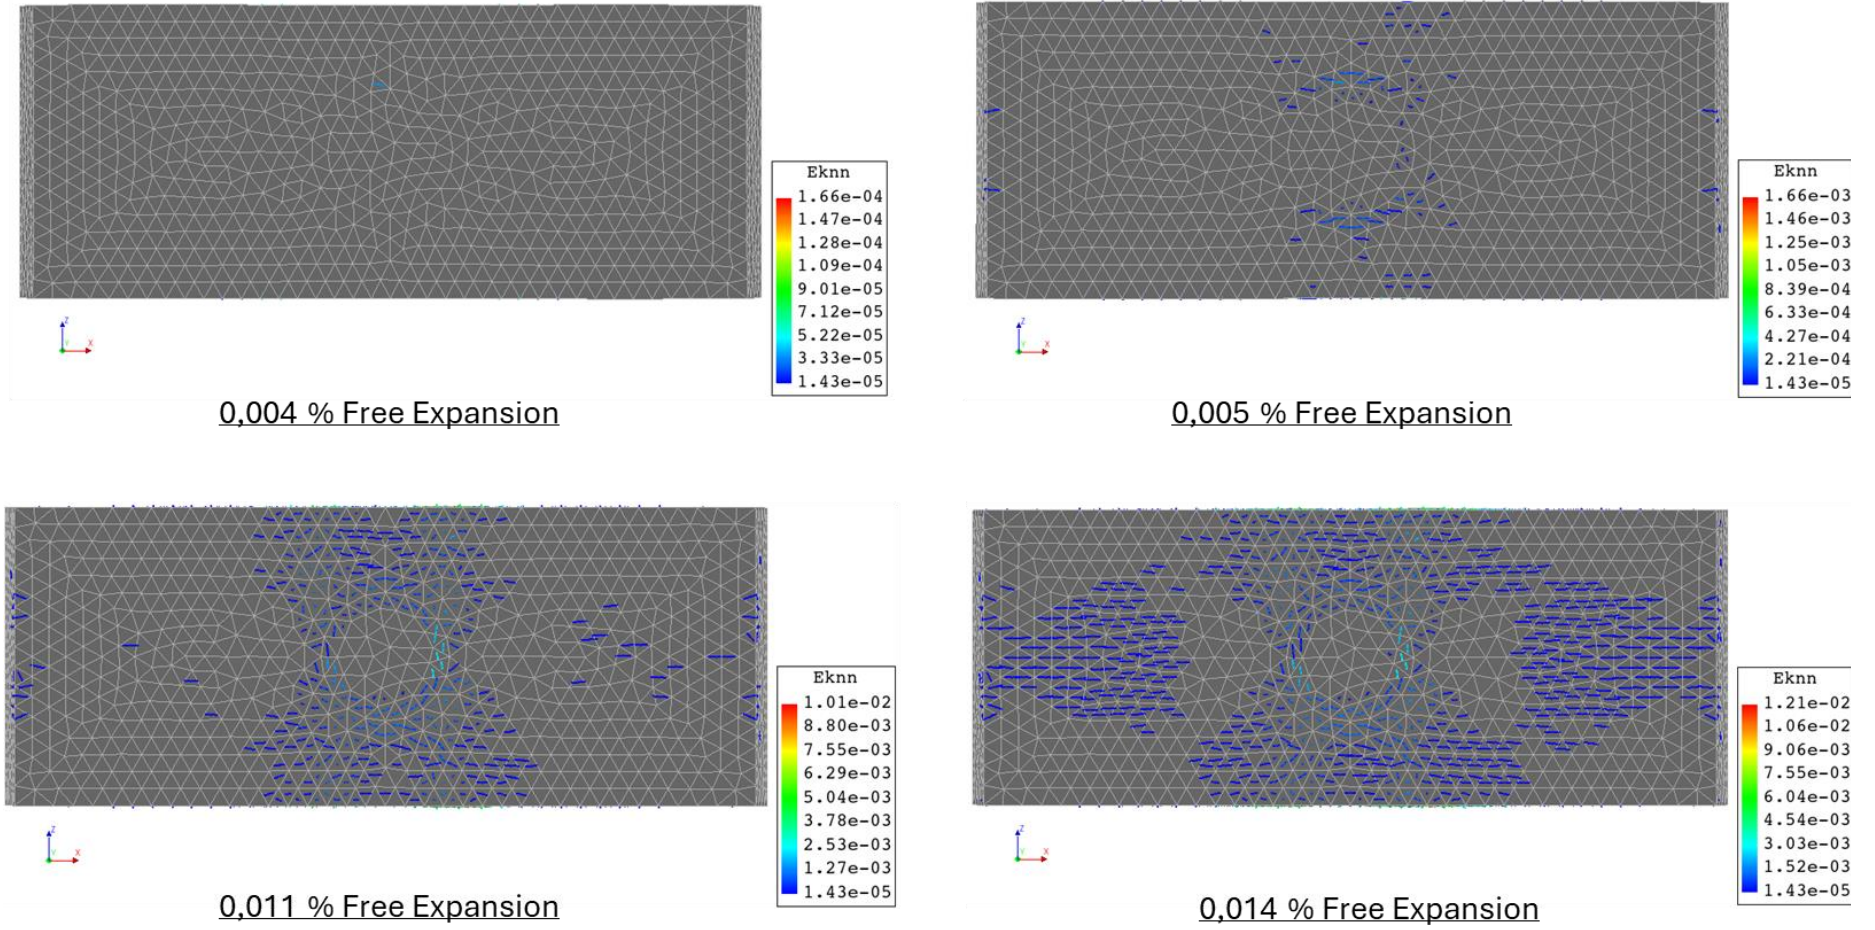 Eknn
1.66e-04
1.47e-04
1.28e-04
1.09e-04
9.01e-05
7.12e-05
5.22e-05
3.33e-05
1.43e-05
Z
Y
X
0,004 % Free Expansion
Eknn
1.66e-03
1.46e-03
1.25e-03
1.05e-03
8.39e-04
6.33e-04
4.27e-04
2.21e-04
1.43e-05
Z
Y
X
0,005 % Free Expansion
Eknn
1.01e-02
8.80e-03
7.55e-03
6.29e-03
5.04e-03
3.78e-03
2.53e-03
1.27e-03
1.43e-05
Z
Y
X
0,011 % Free Expansion
Eknn
1.21e-02
1.06e-02
9.06e-03
7.55e-03
6.04e-03
4.54e-03
3.03e-03
1.52e-03
1.43e-05
Z
Y
X
0,014 % Free Expansion